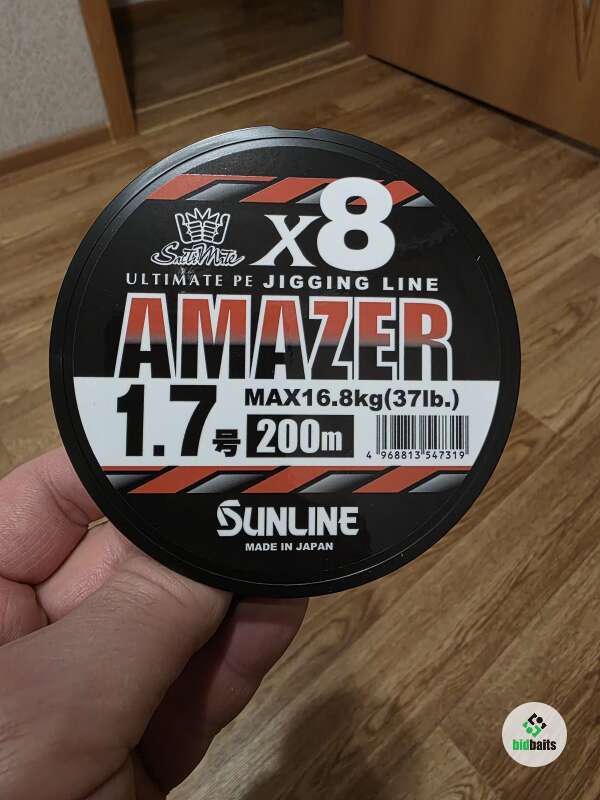 x8
SaltiMate
ULTIMATE PE JIGGING LINE
AMAZER
1.7号
MAX16.8kg(37lb.)
200m
4 968813 547319
SUNLINE
MADE IN JAPAN
bidbaits